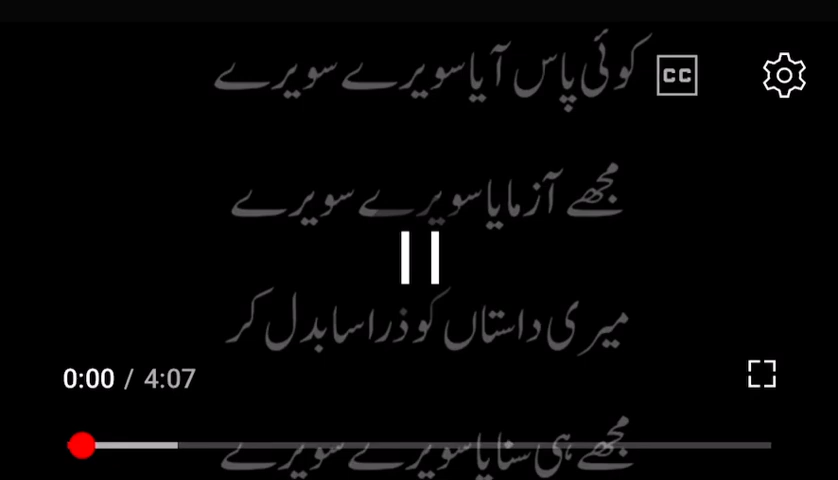 کوئی پاس آیا سویرے سویرے
CC
مجھے آزمایا سویرے سویرے
میری داستاں کو ذرا سا بدل کر
0:00 / 4:07
مجھے ہی سنایا سویرے سویرے